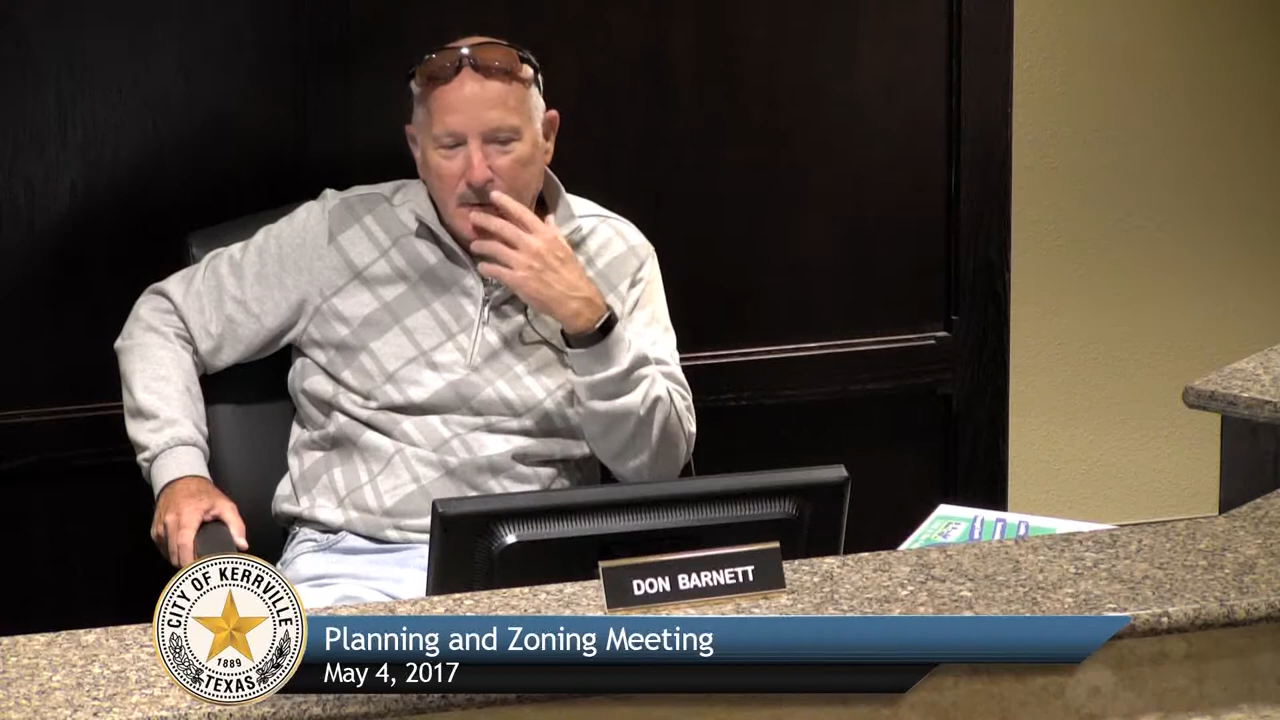 DON BARNETT
CITY OF KERRVILLE
1889
TEXAS
Planning and Zoning Meeting
May 4, 2017